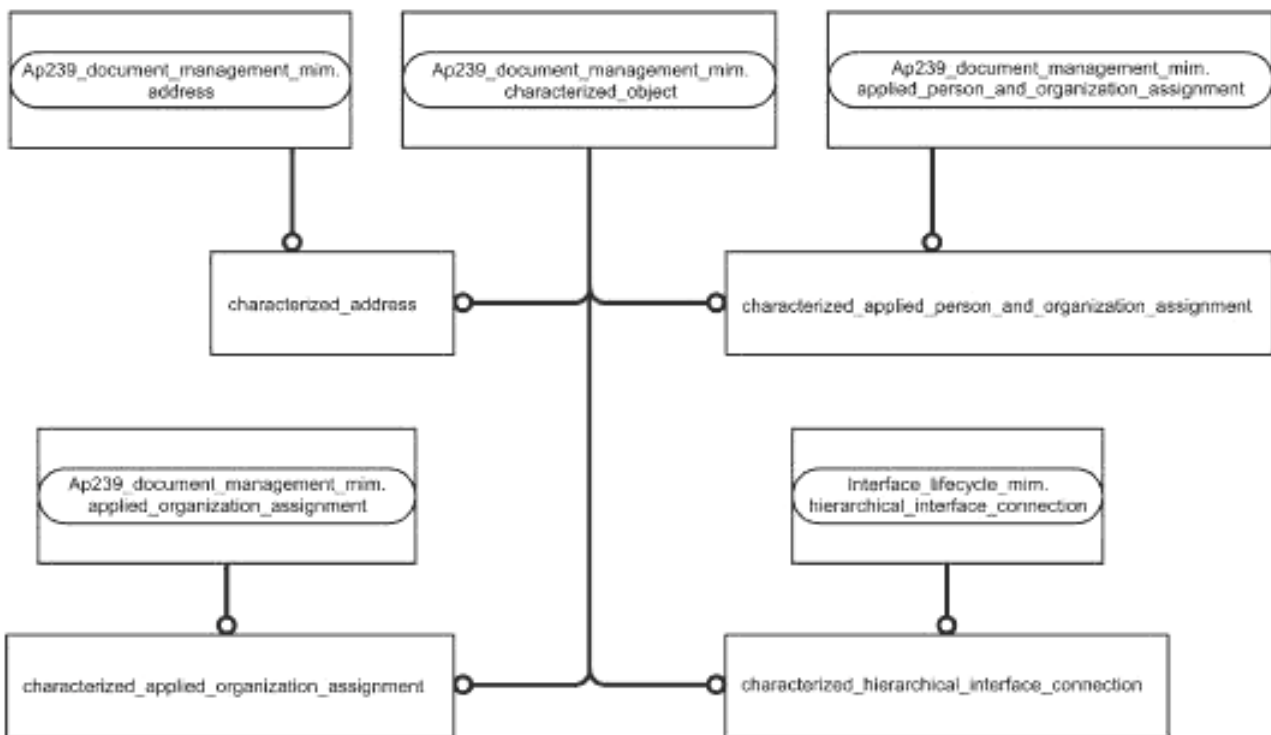 Ap239_document_management_mim.
address
Ap239_document_management_mim.
characterized_object
Ap239_document_management_mim.
applied_person_and_organization_assignment
characterized_address
characterized_applied_person_and_organization_assignment
Ap239_document_management_mim.
applied_organization_assignment
Interface_lifecycle_mim.
hierarchical_interface_connection
characterized_applied_organization_assignment
characterized_hierarchical_interface_connection